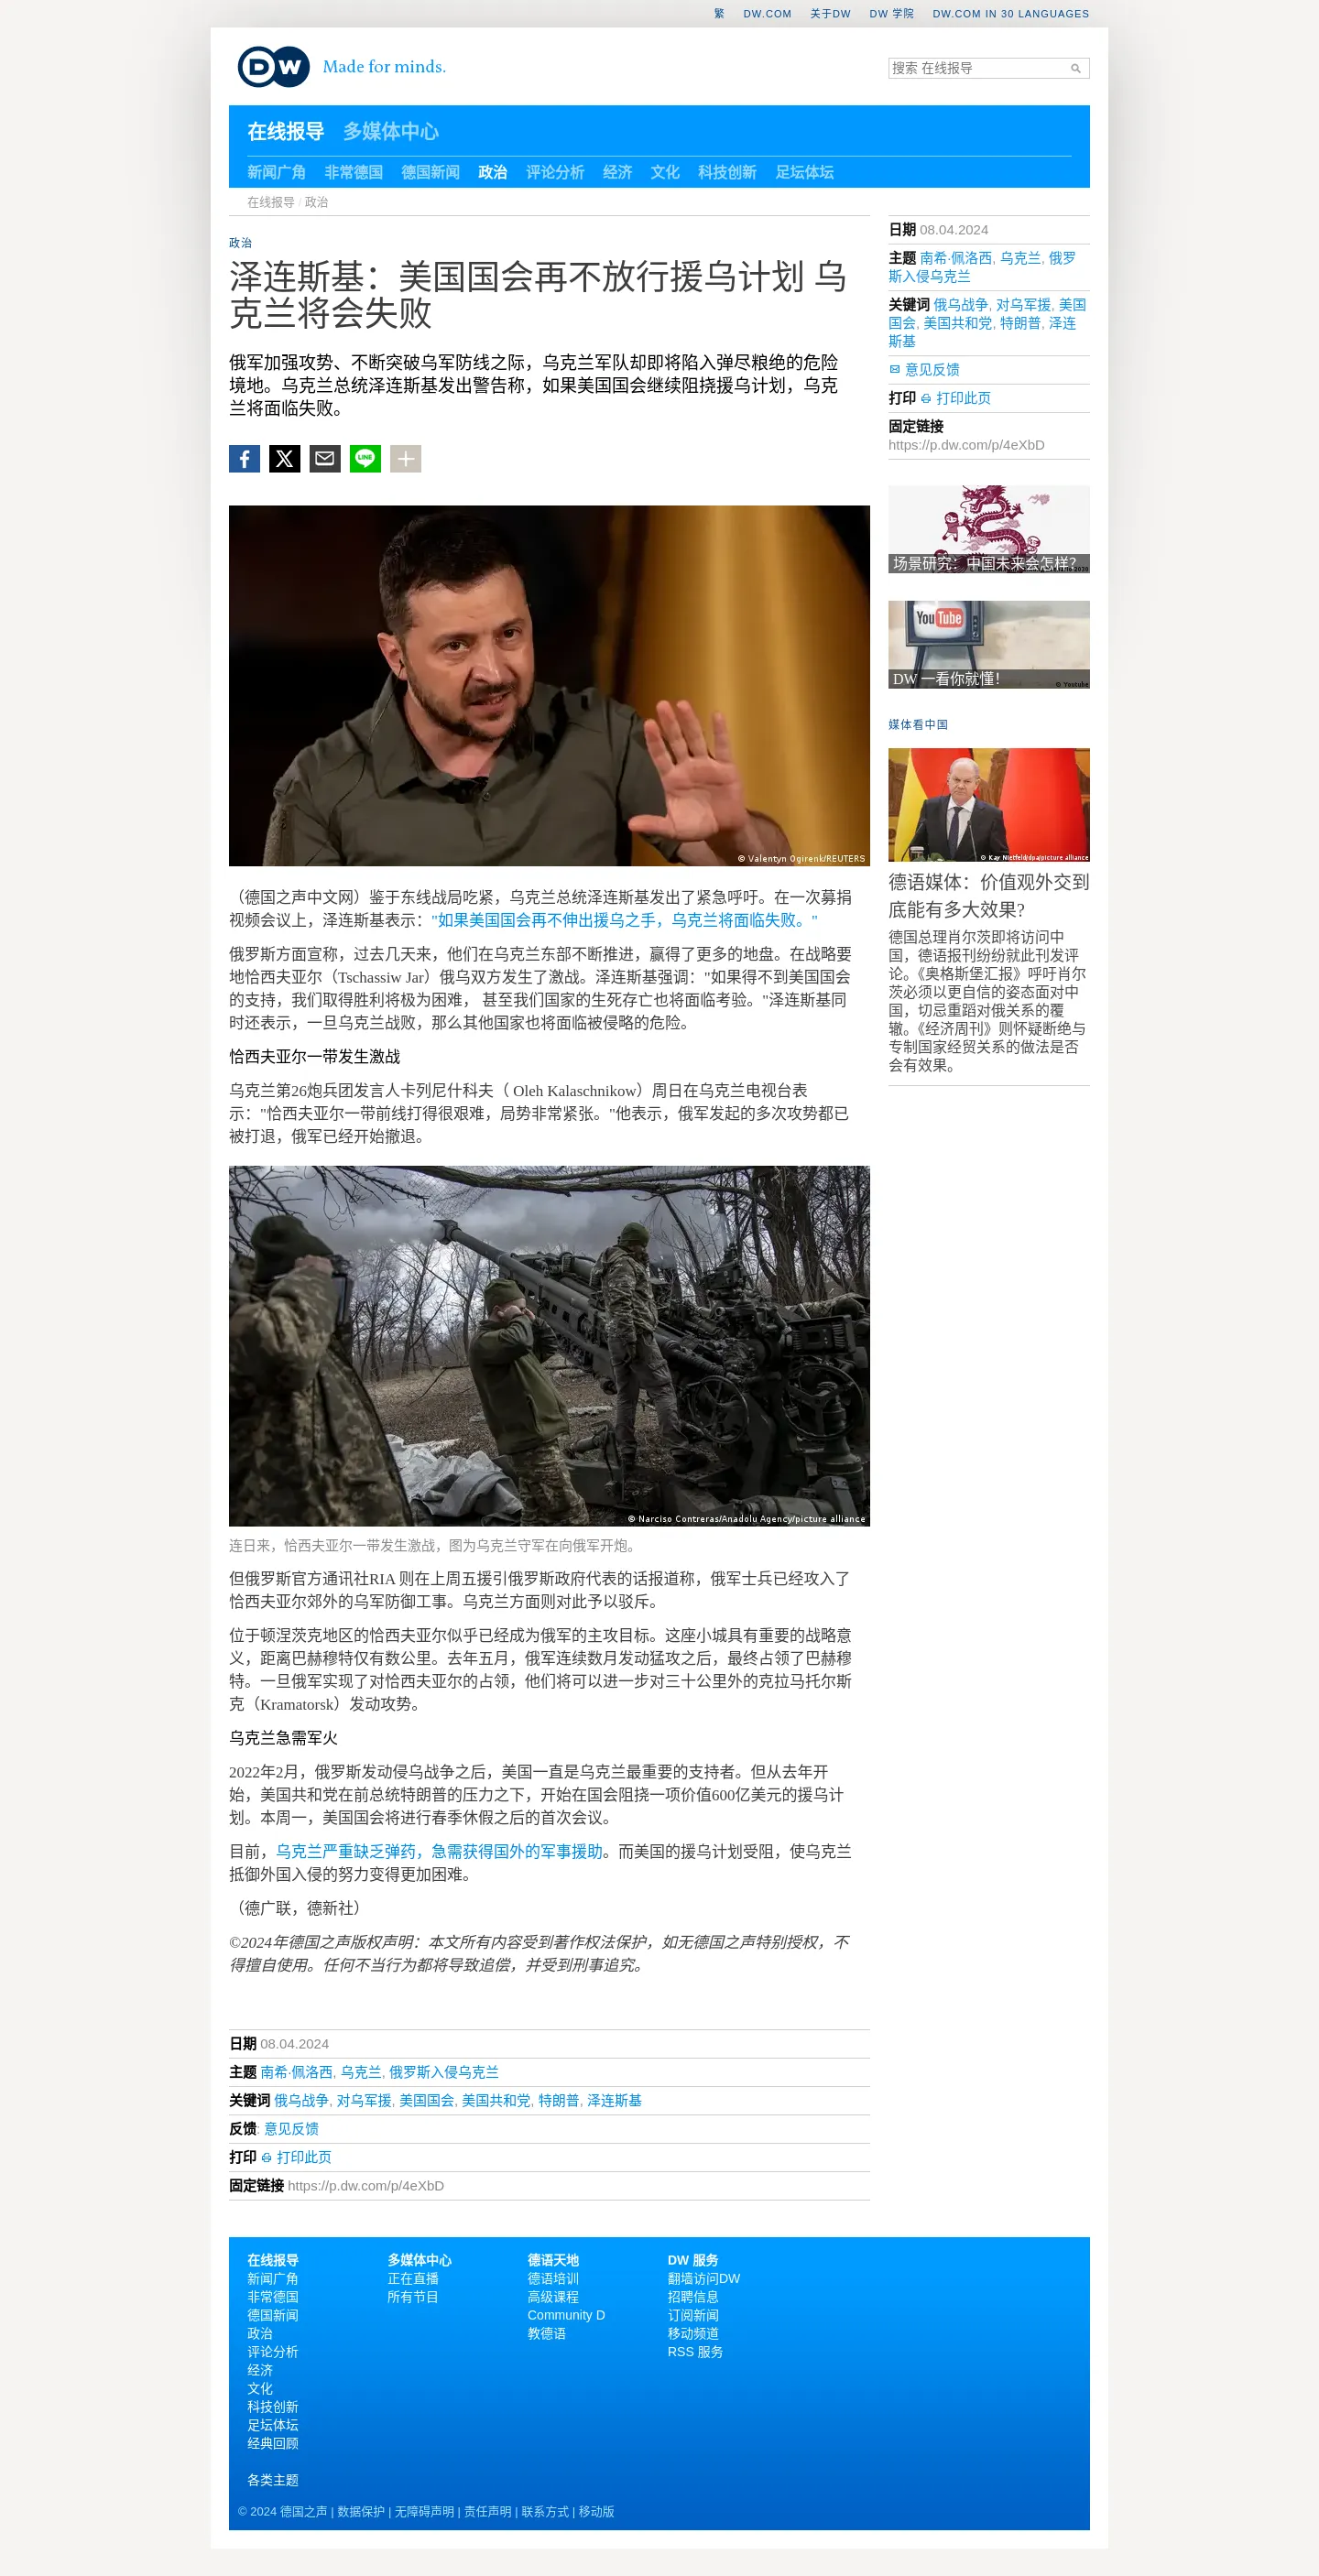 繁 DW.COM 关于DW DW 学院 DW.COM IN 30 LANGUAGES
DW Made for minds.
搜索 在线报导
在线报导 多媒体中心
新闻广角 非常德国 德国新闻 政治 评论分析 经济 文化 科技创新 足坛体坛
在线报导 / 政治
政治
泽连斯基：美国国会再不放行援乌计划 乌
克兰将会失败
俄军加强攻势、不断突破乌军防线之际，乌克兰军队却即将陷入弹尽粮绝的危险
境地。乌克兰总统泽连斯基发出警告称，如果美国国会继续阻挠援乌计划，乌克
兰将面临失败。
LINE
© Valentyn Ogirenk/REUTERS
（德国之声中文网）鉴于东线战局吃紧，乌克兰总统泽连斯基发出了紧急呼吁。在一次募捐
视频会议上，泽连斯基表示："如果美国国会再不伸出援乌之手，乌克兰将面临失败。"
俄罗斯方面宣称，过去几天来，他们在乌克兰东部不断推进，赢得了更多的地盘。在战略要
地恰西夫亚尔（Tschassiw Jar）俄乌双方发生了激战。泽连斯基强调："如果得不到美国国会
的支持，我们取得胜利将极为困难， 甚至我们国家的生死存亡也将面临考验。"泽连斯基同
时还表示，一旦乌克兰战败，那么其他国家也将面临被侵略的危险。
恰西夫亚尔一带发生激战
乌克兰第26炮兵团发言人卡列尼什科夫（ Oleh Kalaschnikow）周日在乌克兰电视台表
示："恰西夫亚尔一带前线打得很艰难，局势非常紧张。"他表示，俄军发起的多次攻势都已
被打退，俄军已经开始撤退。
© Narciso Contreras/Anadolu Agency/picture alliance
连日来，恰西夫亚尔一带发生激战，图为乌克兰守军在向俄军开炮。
但俄罗斯官方通讯社RIA 则在上周五援引俄罗斯政府代表的话报道称，俄军士兵已经攻入了
恰西夫亚尔郊外的乌军防御工事。乌克兰方面则对此予以驳斥。
位于顿涅茨克地区的恰西夫亚尔似乎已经成为俄军的主攻目标。这座小城具有重要的战略意
义，距离巴赫穆特仅有数公里。去年五月，俄军连续数月发动猛攻之后，最终占领了巴赫穆
特。一旦俄军实现了对恰西夫亚尔的占领，他们将可以进一步对三十公里外的克拉马托尔斯
克（Kramatorsk）发动攻势。
乌克兰急需军火
2022年2月，俄罗斯发动侵乌战争之后，美国一直是乌克兰最重要的支持者。但从去年开
始，美国共和党在前总统特朗普的压力之下，开始在国会阻挠一项价值600亿美元的援乌计
划。本周一，美国国会将进行春季休假之后的首次会议。
目前，乌克兰严重缺乏弹药，急需获得国外的军事援助。而美国的援乌计划受阻，使乌克兰
抵御外国入侵的努力变得更加困难。
（德广联，德新社）
©2024年德国之声版权声明：本文所有内容受到著作权法保护，如无德国之声特别授权，不
得擅自使用。任何不当行为都将导致追偿，并受到刑事追究。
日期 08.04.2024
主题 南希·佩洛西, 乌克兰, 俄罗斯入侵乌克兰
关键词 俄乌战争, 对乌军援, 美国国会, 美国共和党, 特朗普, 泽连斯基
反馈: 意见反馈
打印 打印此页
固定链接 https://p.dw.com/p/4eXbD
日期 08.04.2024
主题 南希·佩洛西, 乌克兰, 俄罗
斯入侵乌克兰
关键词 俄乌战争, 对乌军援, 美国
国会, 美国共和党, 特朗普, 泽连
斯基
意见反馈
打印 打印此页
固定链接
https://p.dw.com/p/4eXbD
场景研究：中国未来会怎样？
YouTube
DW 一看你就懂！
© Youtube
媒体看中国
© Kay Nietfeld/dpa/picture alliance
德语媒体：价值观外交到
底能有多大效果?
德国总理肖尔茨即将访问中
国，德语报刊纷纷就此刊发评
论。《奥格斯堡汇报》呼吁肖尔
茨必须以更自信的姿态面对中
国，切忌重蹈对俄关系的覆
辙。《经济周刊》则怀疑断绝与
专制国家经贸关系的做法是否
会有效果。
在线报导
新闻广角
非常德国
德国新闻
政治
评论分析
经济
文化
科技创新
足坛体坛
经典回顾
各类主题
多媒体中心
正在直播
所有节目
德语天地
德语培训
高级课程
Community D
教德语
DW 服务
翻墙访问DW
招聘信息
订阅新闻
移动频道
RSS 服务
© 2024 德国之声 | 数据保护 | 无障碍声明 | 责任声明 | 联系方式 | 移动版